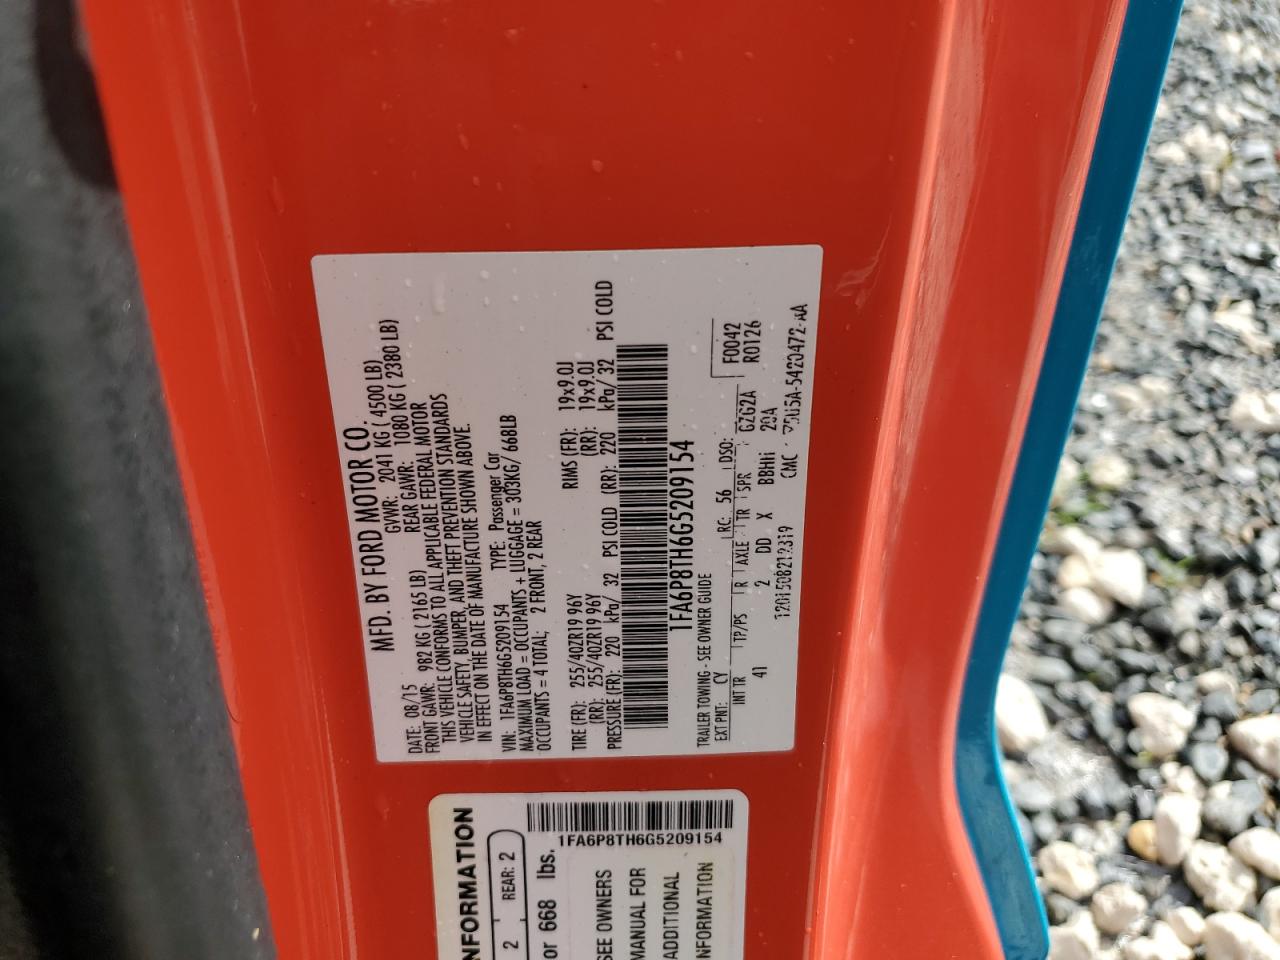 MFD. BY FORD MOTOR CO.
DATE: 08/15 GVWR: 2041 KG ( 4500 LB)
FRONT GAWR: 982 KG ( 2165 LB) REAR GAWR: 1080 KG ( 2380 LB)
THIS VEHICLE CONFORMS TO ALL APPLICABLE FEDERAL MOTOR
VEHICLE SAFETY, BUMPER, AND THEFT PREVENTION STANDARDS
IN EFFECT ON THE DATE OF MANUFACTURE SHOWN ABOVE.
VIN: 1FA6P8TH6G5209154 TYPE: Passenger Car
MAXIMUM LOAD = OCCUPANTS + LUGGAGE = 303KG/ 668LB
OCCUPANTS = 4 TOTAL; 2 FRONT, 2 REAR
TIRE (FR): 255/40ZR19 96Y RIMS (FR): 19x9.0J
(RR): 255/40ZR19 96Y (RR): 19x9.0J
PRESSURE (FR): 220 kPa/ 32 PSI COLD (RR): 220 kPa/ 32 PSI COLD
1FA6P8TH6G5209154
TRAILER TOWING - SEE OWNER GUIDE F0042
EXT PNT: CY RC: 56 DSO: GZG2A R0126
INT TR TP/PS R AXLE TR SPR 20A
41 2 DD X BBHHi
CMC
REAR: 2
2
or 668 lbs.
1FA6P8TH6G5209154
SEE OWNERS
MANUAL FOR
ADDITIONAL